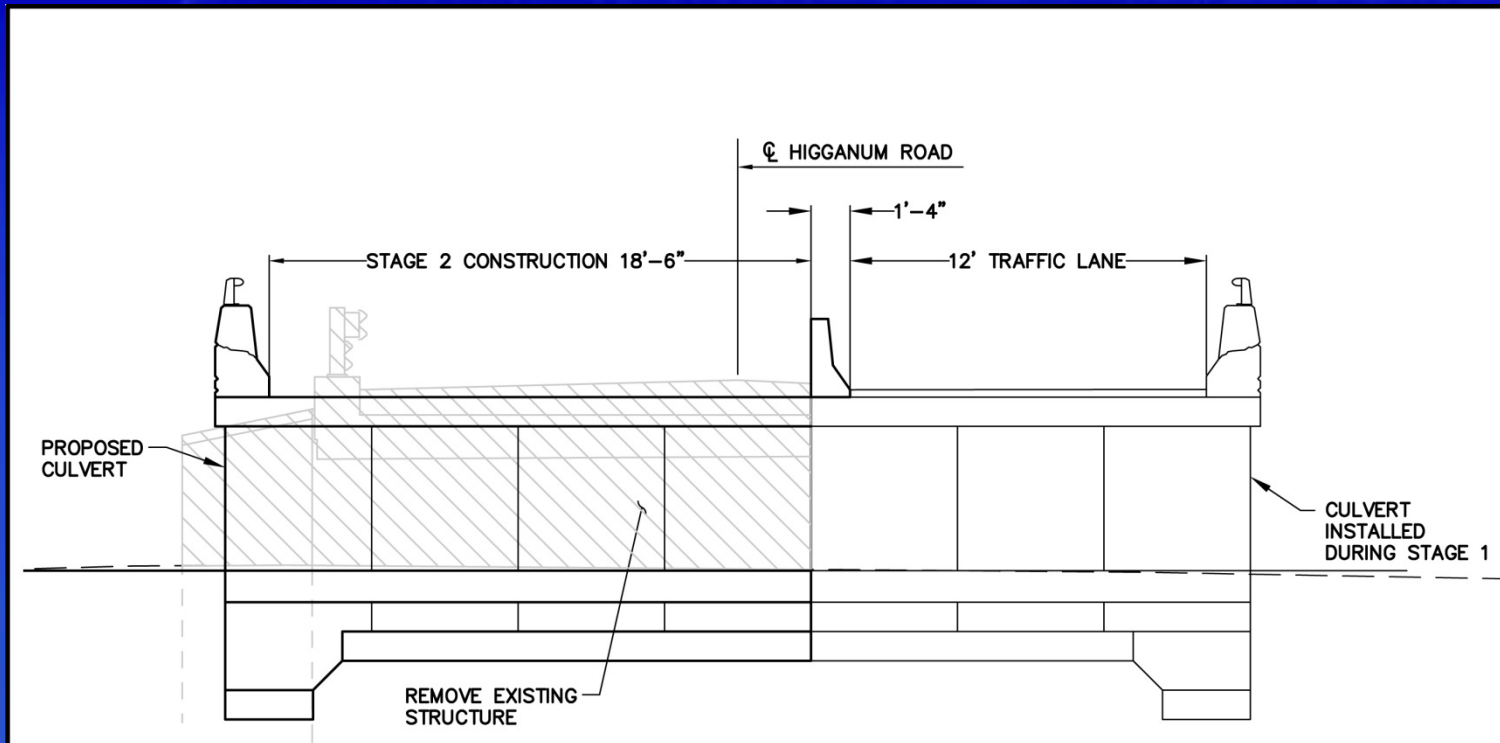 ℄ HIGGANUM ROAD
1'-4"
STAGE 2 CONSTRUCTION 18'-6"
12' TRAFFIC LANE
PROPOSED
CULVERT
CULVERT
INSTALLED
DURING STAGE 1
REMOVE EXISTING
STRUCTURE